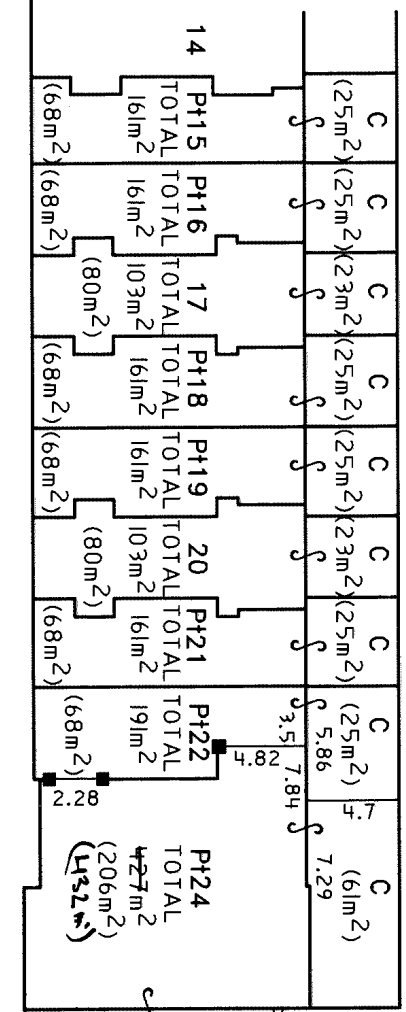 14
Pt15
TOTAL
161m²
(68m²)
C
(25m²)
Pt16
TOTAL
161m²
(68m²)
C
(25m²)
17
TOTAL
103m²
(80m²)
C
(23m²)
Pt18
TOTAL
161m²
(68m²)
C
(25m²)
Pt19
TOTAL
161m²
(68m²)
C
(25m²)
20
TOTAL
103m²
(80m²)
C
(23m²)
Pt21
TOTAL
161m²
(68m²)
C
(25m²)
Pt22
TOTAL
191m²
(68m²)
C
(25m²)
5.86
3.5
4.82
7.84
2.28
4.7
C
(61m²)
7.29
Pt24
TOTAL
427m²
(206m²)
(432m²)